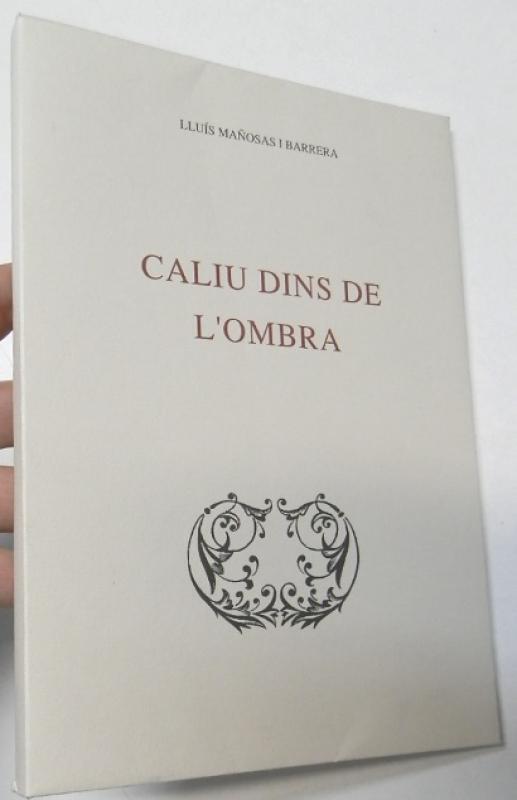 LLUÍS MAÑOSAS I BARRERA
CALIU DINS DE
L'OMBRA